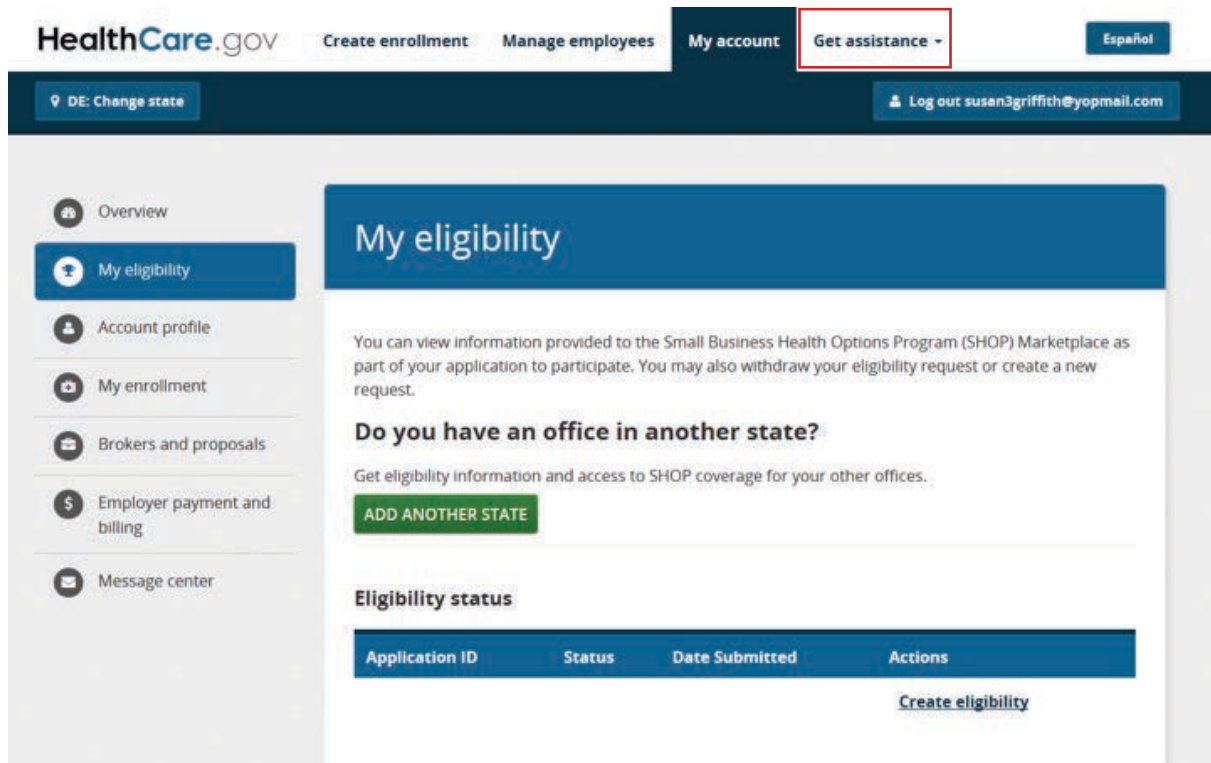 HealthCare.gov
Create enrollment
Manage employees
My account
Get assistance
Español
DE: Change state
Log out susan3griffith@yopmail.com
Overview
My eligibility
Account profile
My enrollment
Brokers and proposals
Employer payment and
billing
Message center
My eligibility
You can view information provided to the Small Business Health Options Program (SHOP) Marketplace as
part of your application to participate. You may also withdraw your eligibility request or create a new
request.
Do you have an office in another state?
Get eligibility information and access to SHOP coverage for your other offices.
ADD ANOTHER STATE
Eligibility status
Application ID Status Date Submitted Actions
Create eligibility